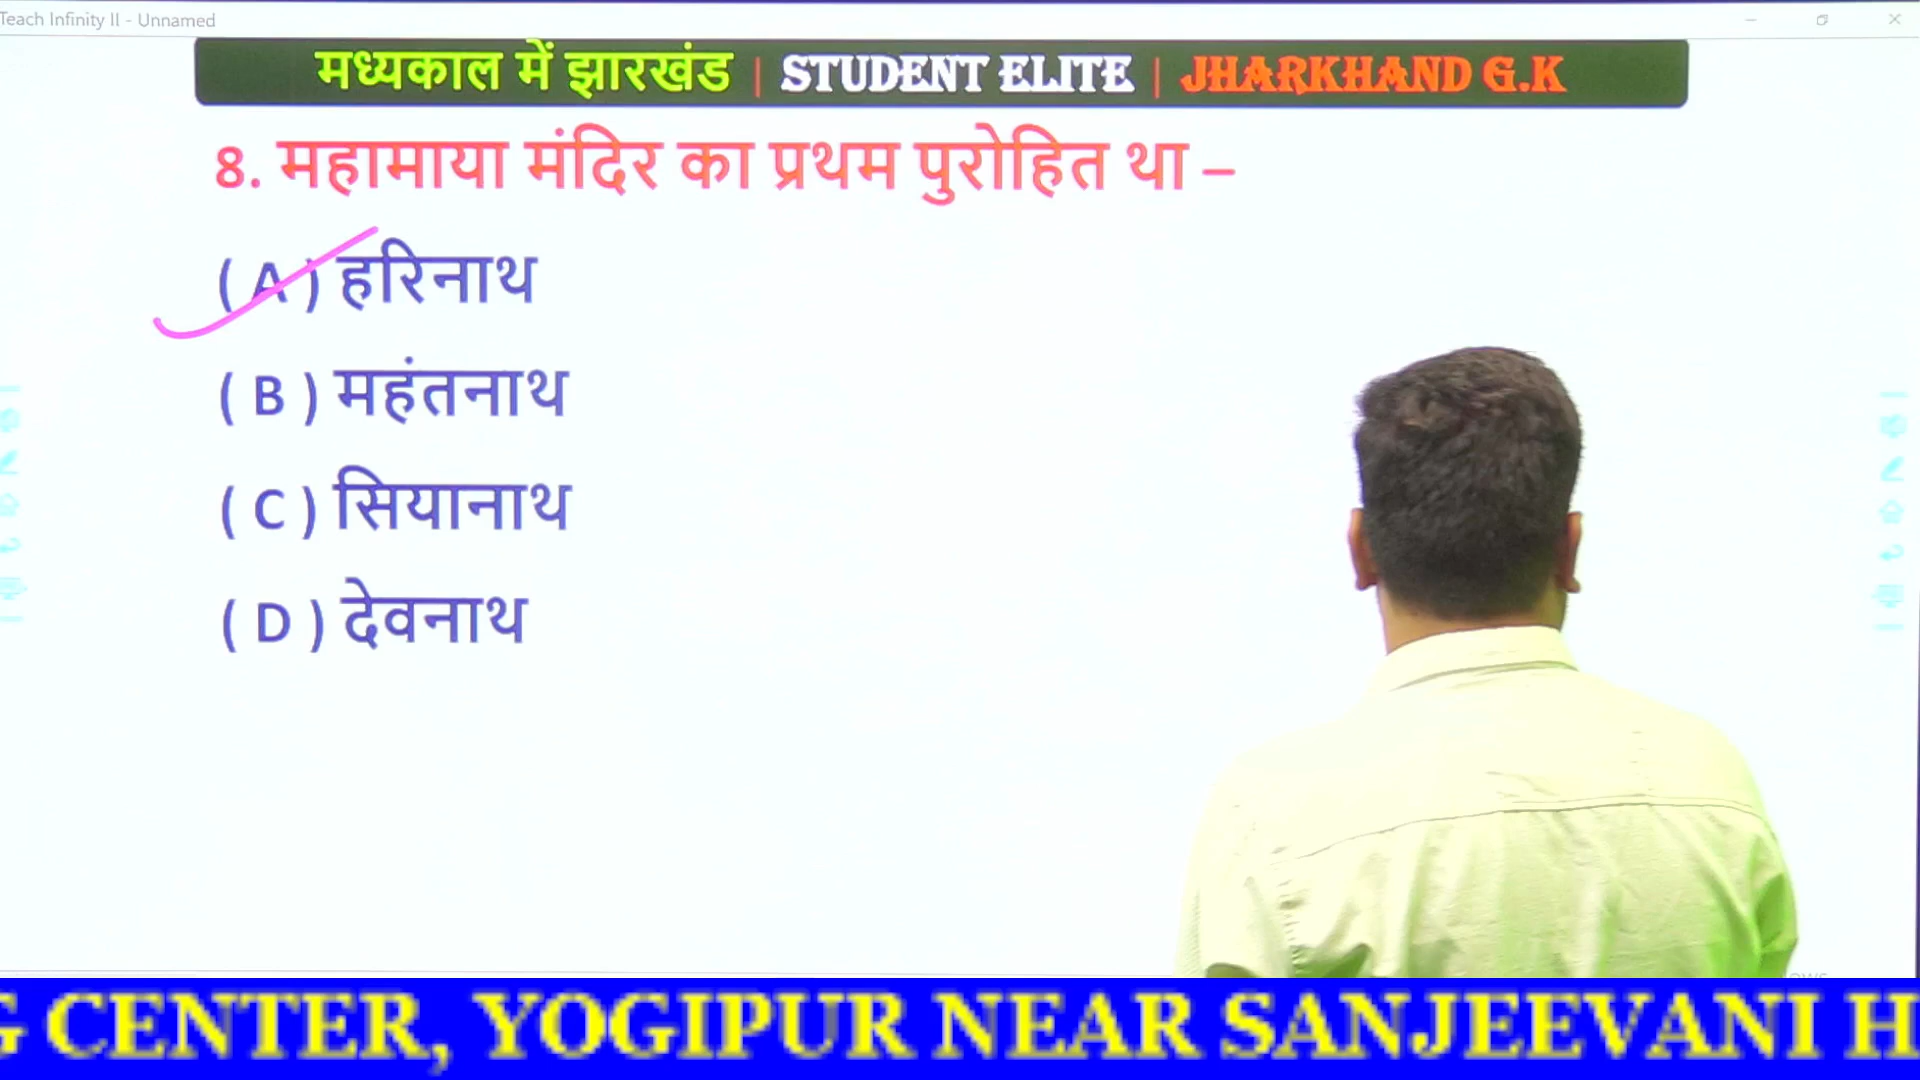 Teach Infinity II - Unnamed
मध्यकाल में झारखंड | STUDENT ELITE | JHARKHAND G.K
8. महामाया मंदिर का प्रथम पुरोहित था –
( A ) हरिनाथ
( B ) महंतनाथ
( C ) सियानाथ
( D ) देवनाथ
G CENTER, YOGIPUR NEAR SANJEEVANI H